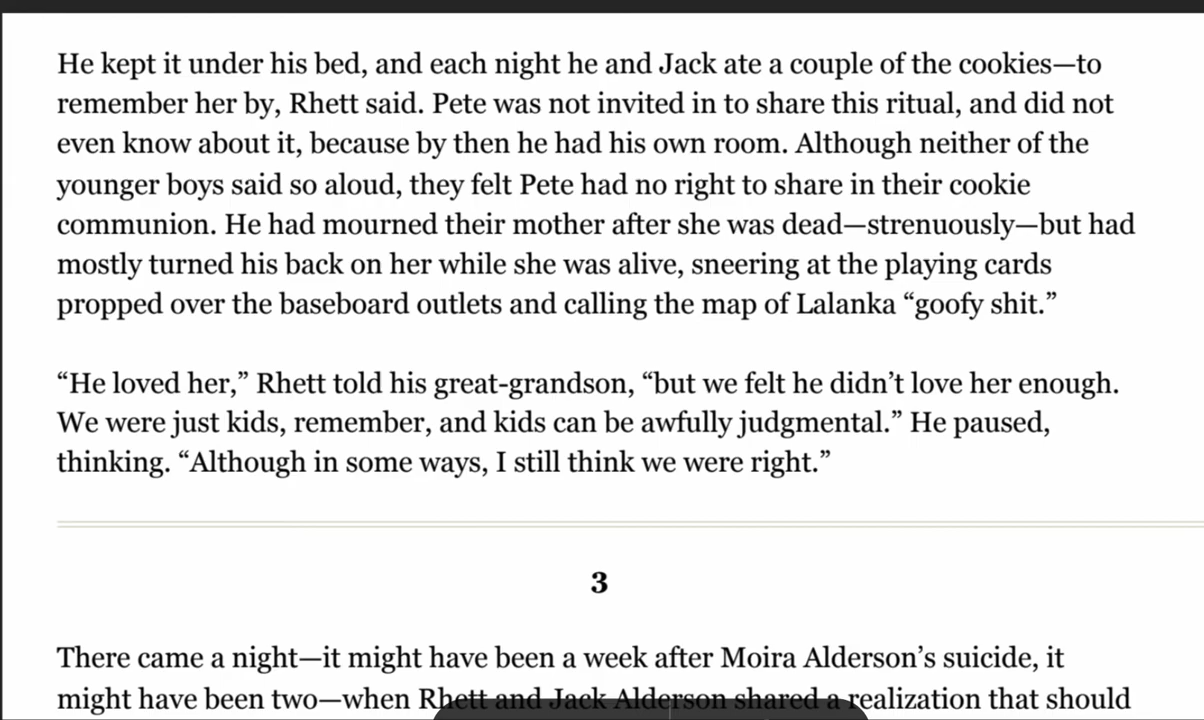 He kept it under his bed, and each night he and Jack ate a couple of the cookies—to
remember her by, Rhett said. Pete was not invited in to share this ritual, and did not
even know about it, because by then he had his own room. Although neither of the
younger boys said so aloud, they felt Pete had no right to share in their cookie
communion. He had mourned their mother after she was dead—strenuously—but had
mostly turned his back on her while she was alive, sneering at the playing cards
propped over the baseboard outlets and calling the map of Lalanka “goofy shit.”
“He loved her,” Rhett told his great-grandson, “but we felt he didn’t love her enough.
We were just kids, remember, and kids can be awfully judgmental.” He paused,
thinking. “Although in some ways, I still think we were right.”
3
There came a night—it might have been a week after Moira Alderson’s suicide, it
might have been two—when Rhett and Jack Alderson shared a realization that should